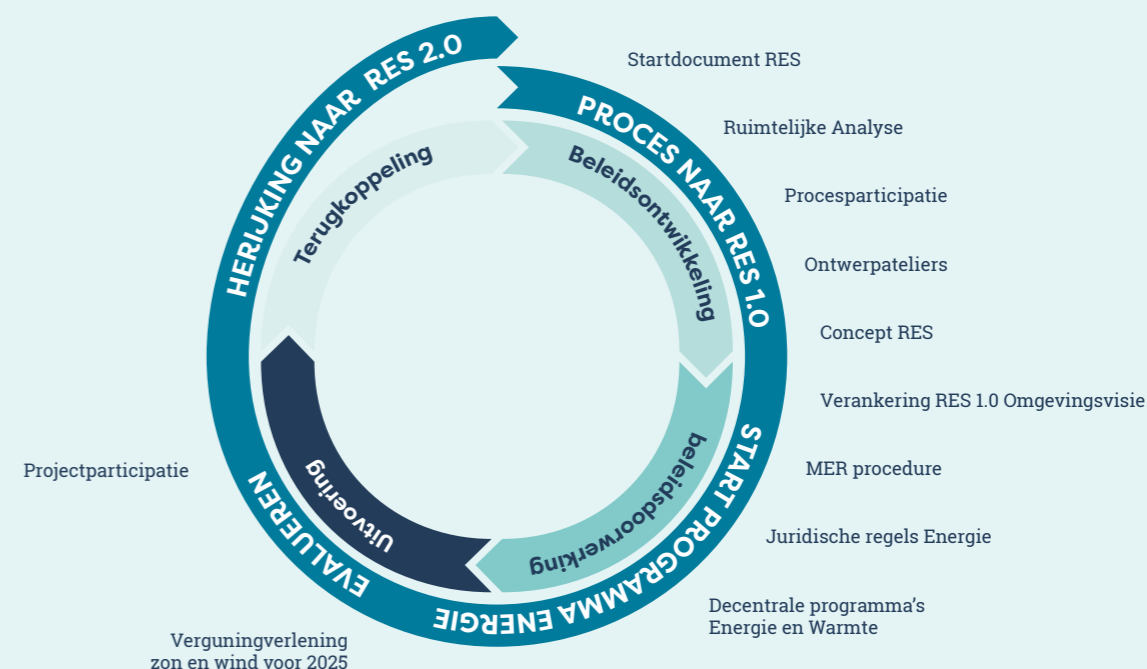 HERIJKING NAAR RES 2.0
PROCES NAAR RES 1.0
START PROGRAMMA ENERGIE
EVALUEREN
Terugkoppeling
Beleidsontwikkeling
beleidsdoorwerking
Uitvoering
Startdocument RES
Ruimtelijke Analyse
Procesparticipatie
Ontwerpateliers
Concept RES
Verankering RES 1.0 Omgevingsvisie
MER procedure
Juridische regels Energie
Decentrale programma’s
Energie en Warmte
Projectparticipatie
Verguningverlening
zon en wind voor 2025